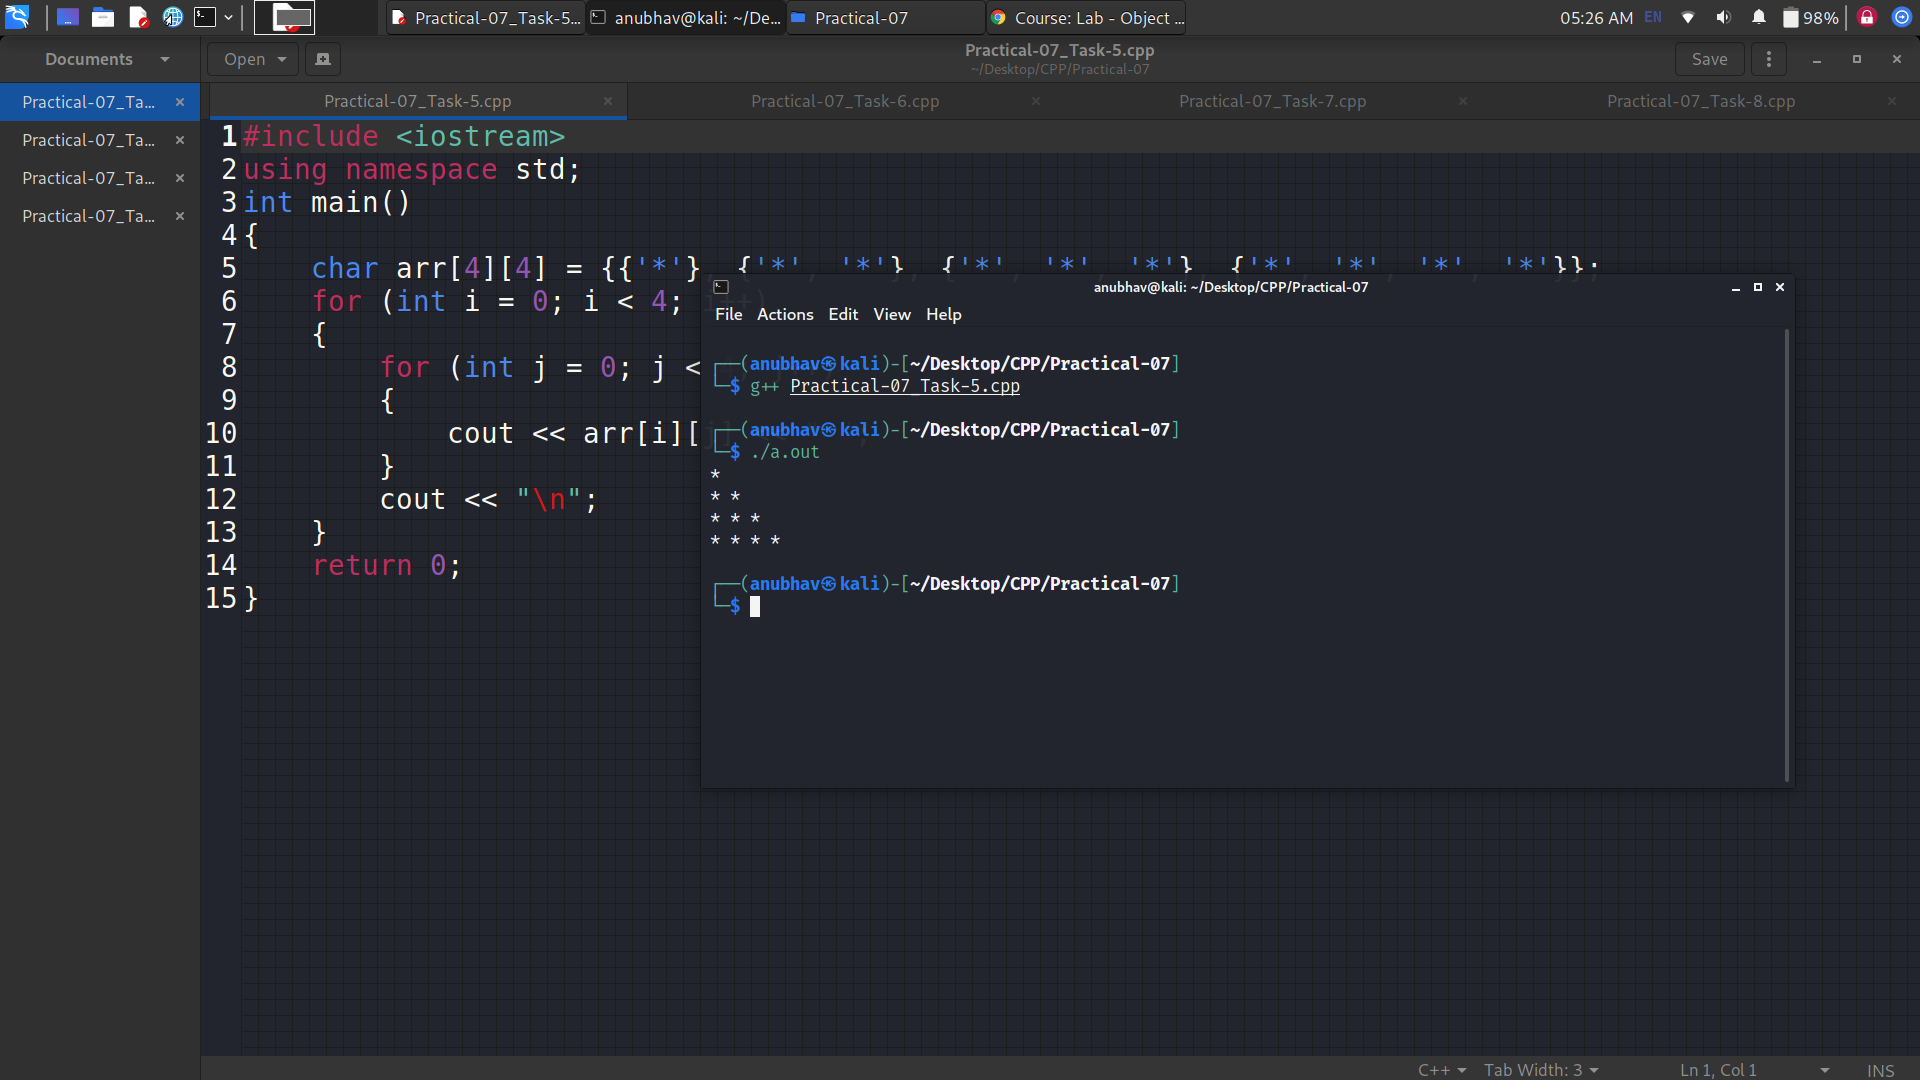 Practical-07_Task-5...
anubhav@kali: ~/De...
Practical-07
Course: Lab - Object ...
05:26 AM
EN
98%
Documents
Open
Practical-07_Task-5.cpp
~/Desktop/CPP/Practical-07
Save
Practical-07_Ta...
Practical-07_Ta...
Practical-07_Ta...
Practical-07_Ta...
Practical-07_Task-5.cpp
Practical-07_Task-6.cpp
Practical-07_Task-7.cpp
Practical-07_Task-8.cpp
1 #include <iostream>
2 using namespace std;
3 int main()
4 {
5 char arr[4][4] = {{'*'}, {'*', '*'}, {'*', '*', '*'}, {'*', '*', '*', '*'}};
6 for (int i = 0; i < 4; i++)
7 {
8 for (int j = 0; j <
9 {
10 cout << arr[i][j]
11 }
12 cout << "\n";
13 }
14 return 0;
15 }
anubhav@kali: ~/Desktop/CPP/Practical-07
File Actions Edit View Help
┌──(anubhav㉿kali)-[~/Desktop/CPP/Practical-07]
└─$ g++ Practical-07_Task-5.cpp
┌──(anubhav㉿kali)-[~/Desktop/CPP/Practical-07]
└─$ ./a.out
*
* *
* * *
* * * *
┌──(anubhav㉿kali)-[~/Desktop/CPP/Practical-07]
└─$
C++
Tab Width: 3
Ln 1, Col 1
INS